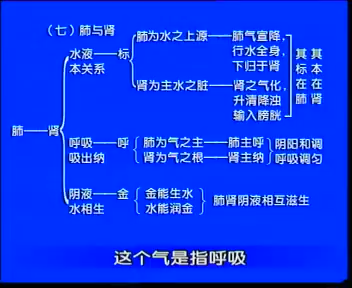 （七）肺与肾
水液——标本关系
肺为水之上源——肺气宣降，行水全身，下归于肾
肾为主水之脏——肾之气化，升清降浊，输入膀胱
其标在肺
其本在肾
肺——肾
呼吸——呼吸出纳
肺为气之主——肺主呼
肾为气之根——肾主纳
阴阳和调
呼吸调匀
阴液——金水相生
金能生水
水能润金
肺肾阴液相互滋生
这个气是指呼吸